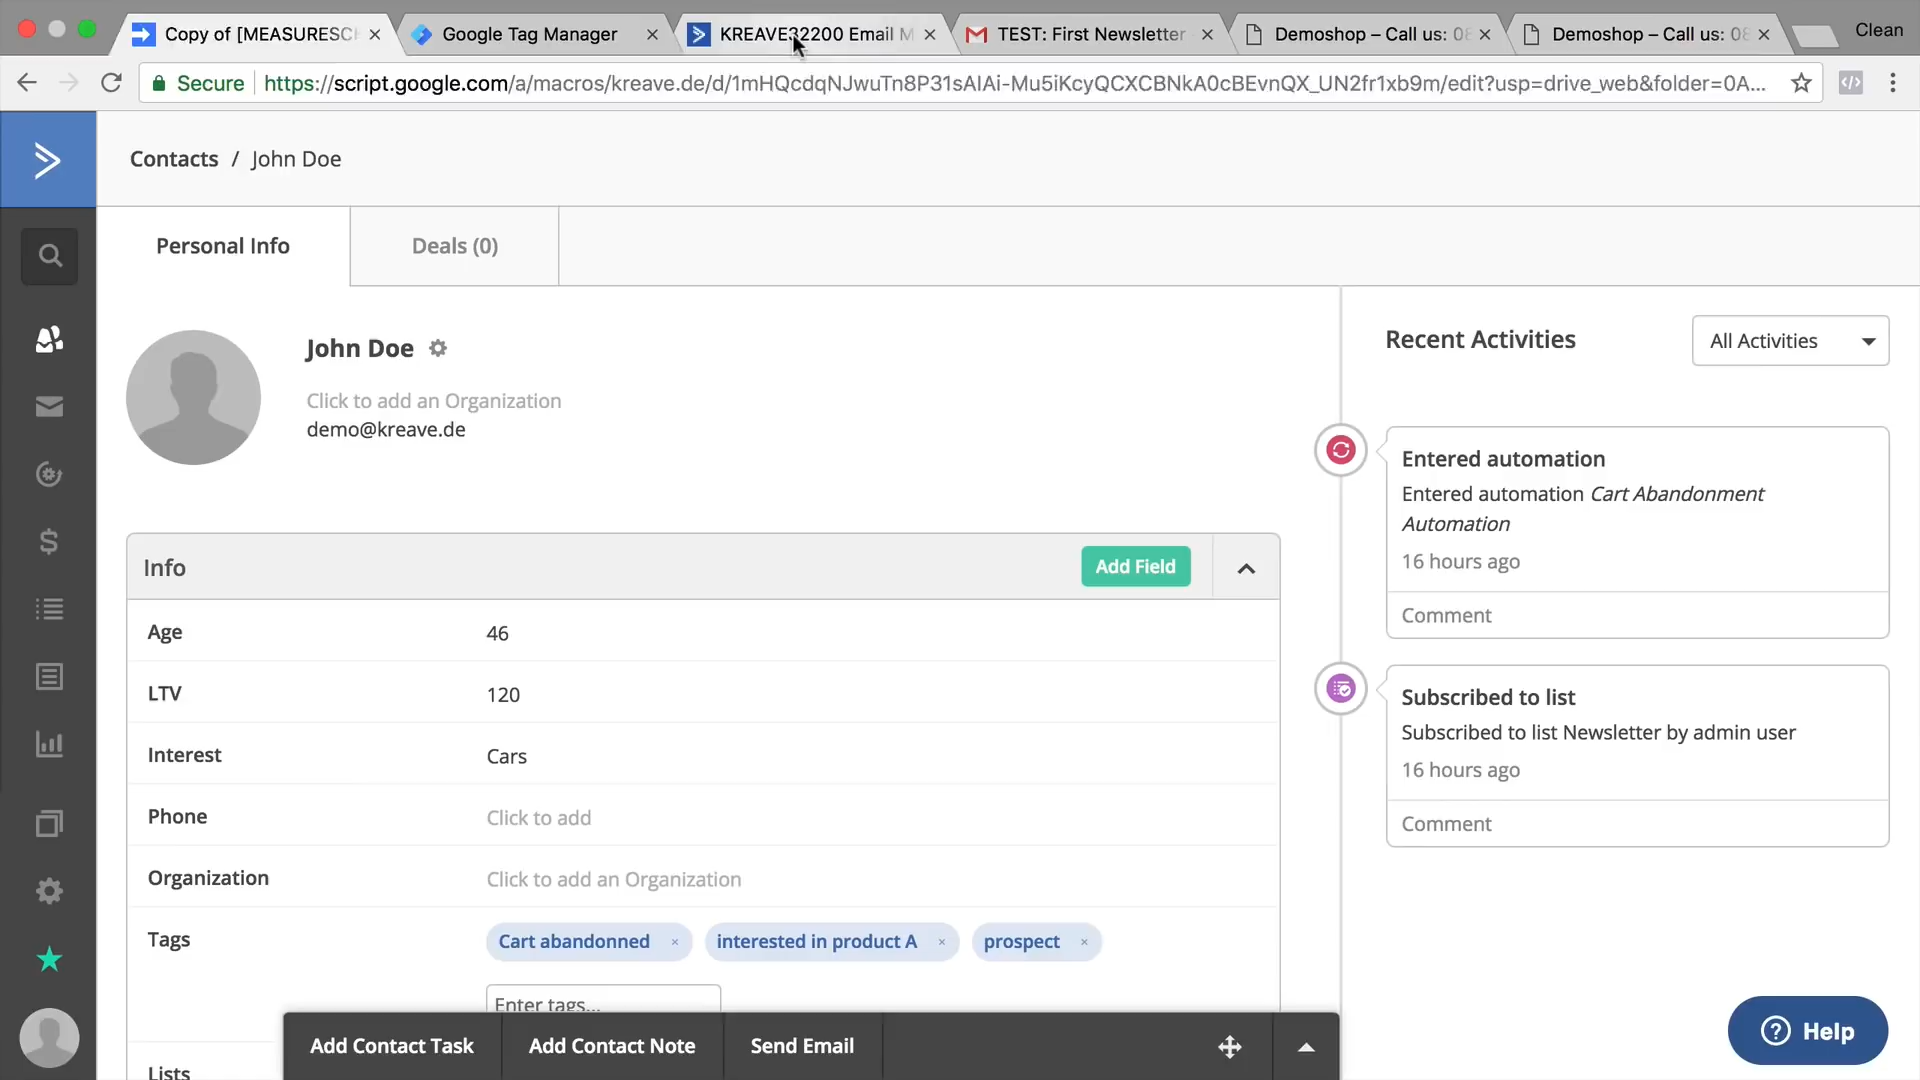 Copy of [MEASURESCH
Google Tag Manager
KREAVE32200 Email M
TEST: First Newsletter
Demoshop – Call us: 08
Demoshop – Call us: 08
Clean
Secure
https://script.google.com/a/macros/kreave.de/d/1mHQcdqNJwuTn8P31sAIAi-Mu5iKcyQCXCBNkA0cBEvnQX_UN2fr1xb9m/edit?usp=drive_web&folder=0A...
Contacts / John Doe
Personal Info
Deals (0)
John Doe
Click to add an Organization
demo@kreave.de
Info
Add Field
Age
46
LTV
120
Interest
Cars
Phone
Click to add
Organization
Click to add an Organization
Tags
Cart abandonned ×
interested in product A ×
prospect ×
Enter tags...
Lists
Recent Activities
All Activities
Entered automation
Entered automation Cart Abandonment
Automation
16 hours ago
Comment
Subscribed to list
Subscribed to list Newsletter by admin user
16 hours ago
Comment
Add Contact Task
Add Contact Note
Send Email
Help